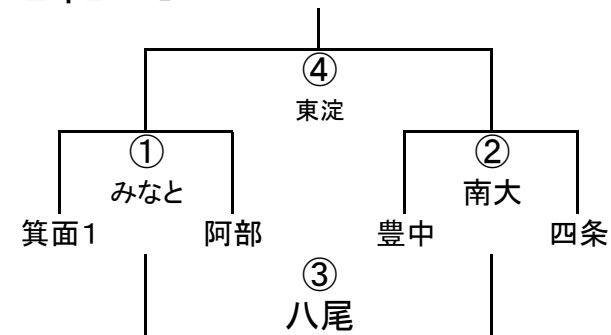 ④
東淀
① ②
みなと 南大
箕面1 阿部 豊中 四条
③
八尾